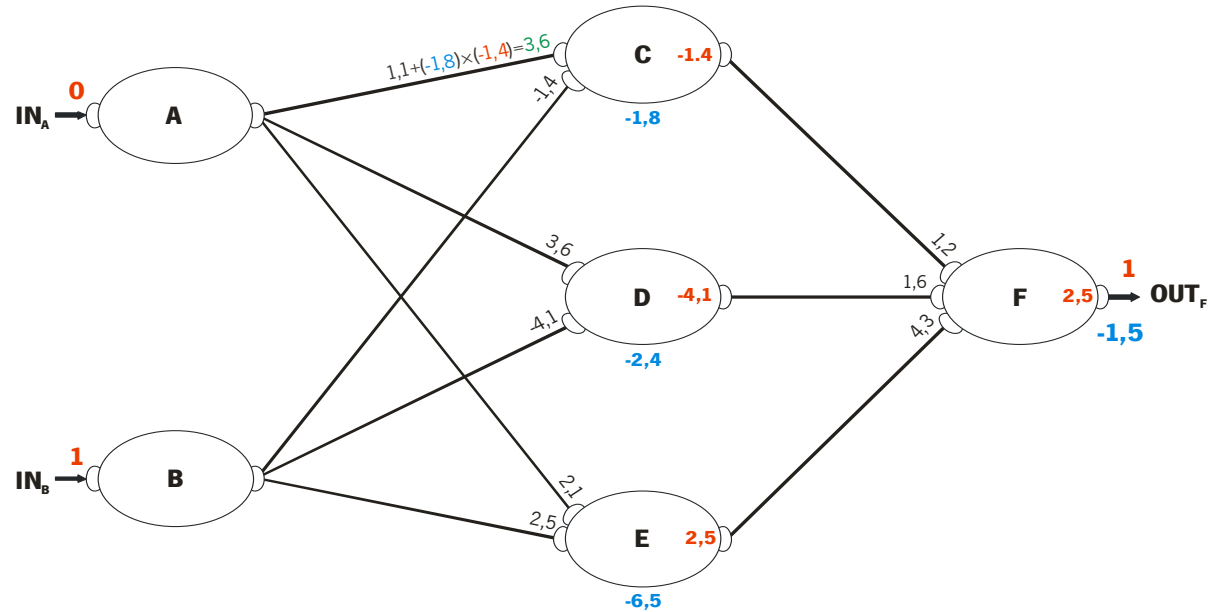 0
IN_A
A
1,1+(-1,8)×(-1,4)=3,6
-1,4
C
-1.4
-1,8
3,6
-4,1
D
-4,1
-2,4
1,2
1,6
4,3
F
2,5
1
OUT_F
-1,5
1
IN_B
B
2,1
2,5
E
2,5
-6,5